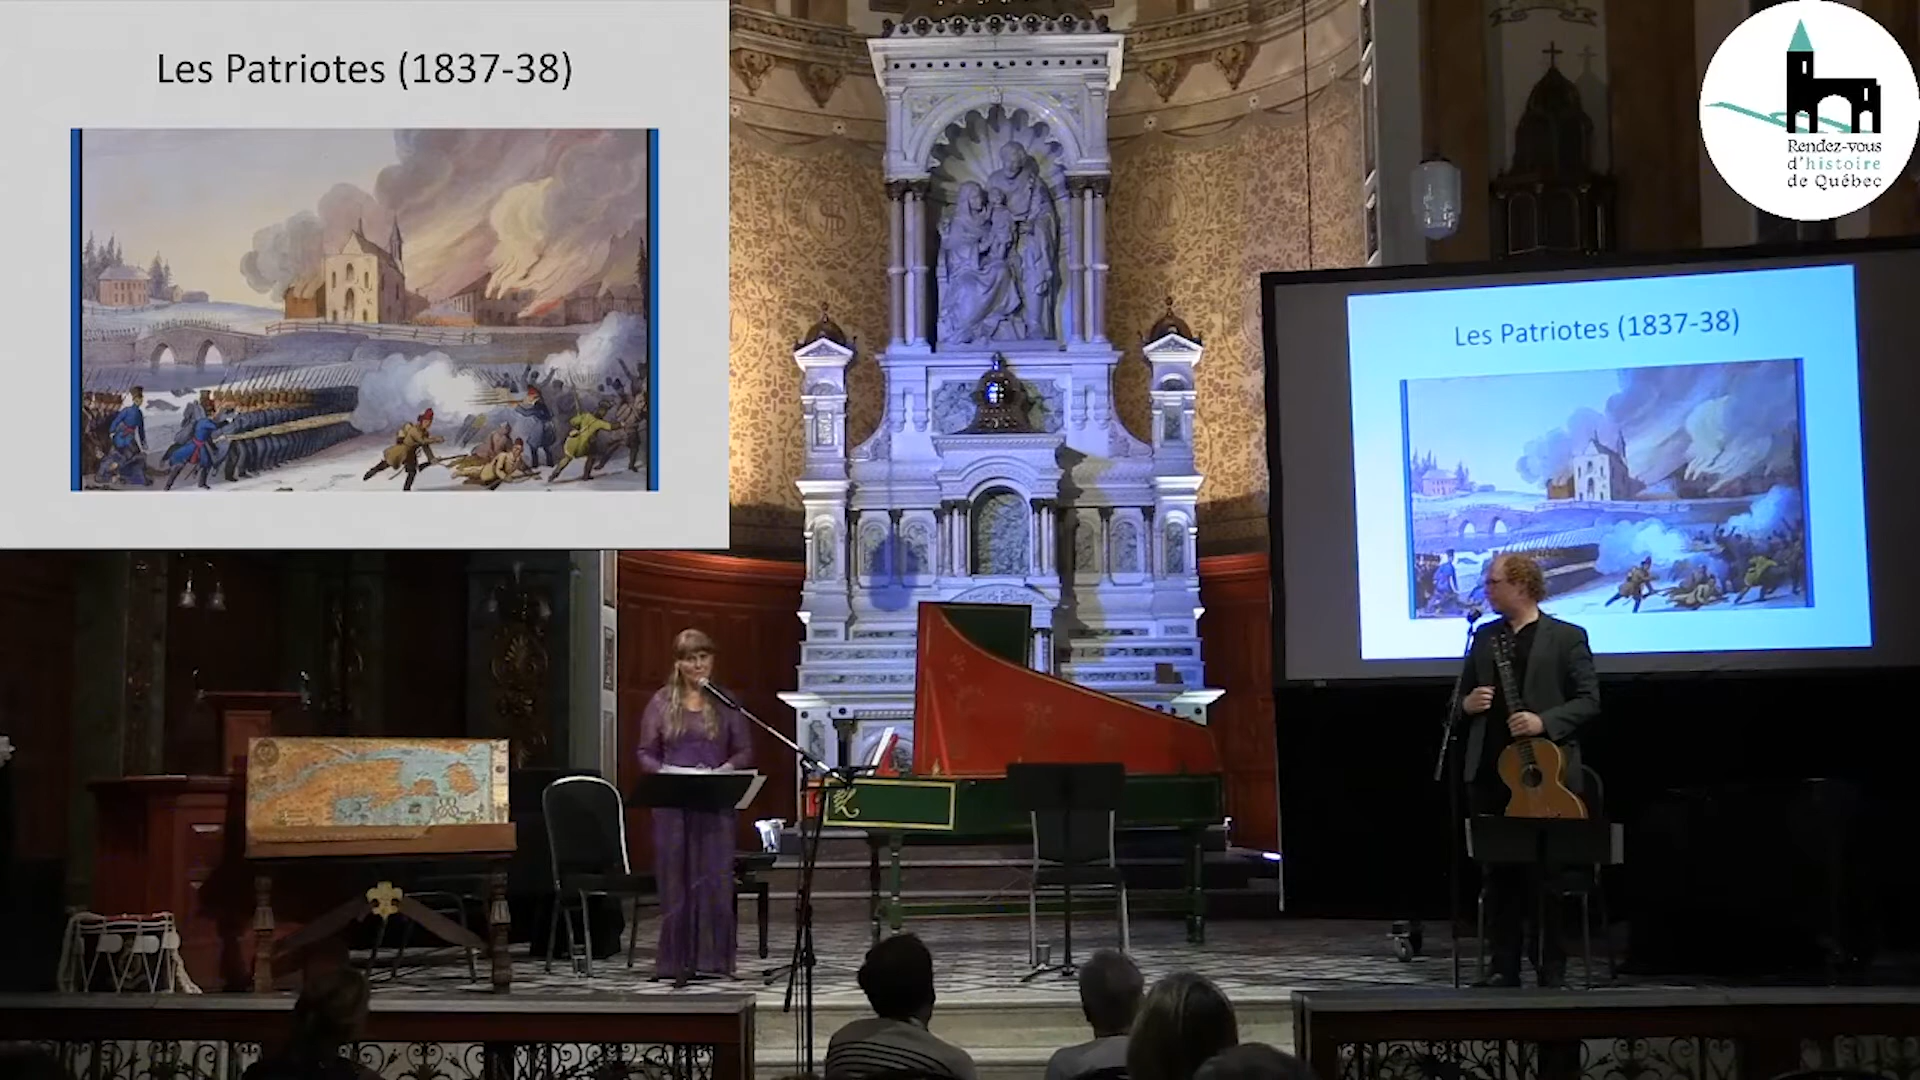 Les Patriotes (1837-38)
Rendez-vous
d'histoire
de Québec
Les Patriotes (1837-38)